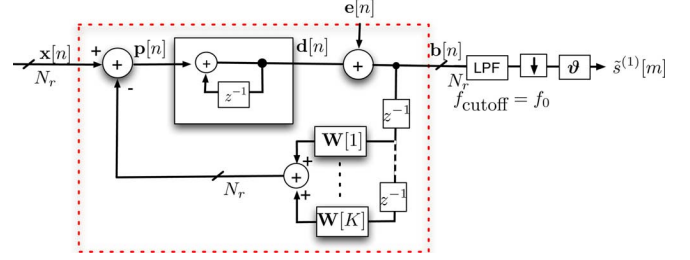 e[n]
x[n] + p[n] d[n] b[n]
+ + + LPF ↓ ϑ s̃⁽¹⁾[m]
N_r - z⁻¹ N_r
f_cutoff = f_0
z⁻¹
W[1]
+
+
N_r +
z⁻¹
W[K]